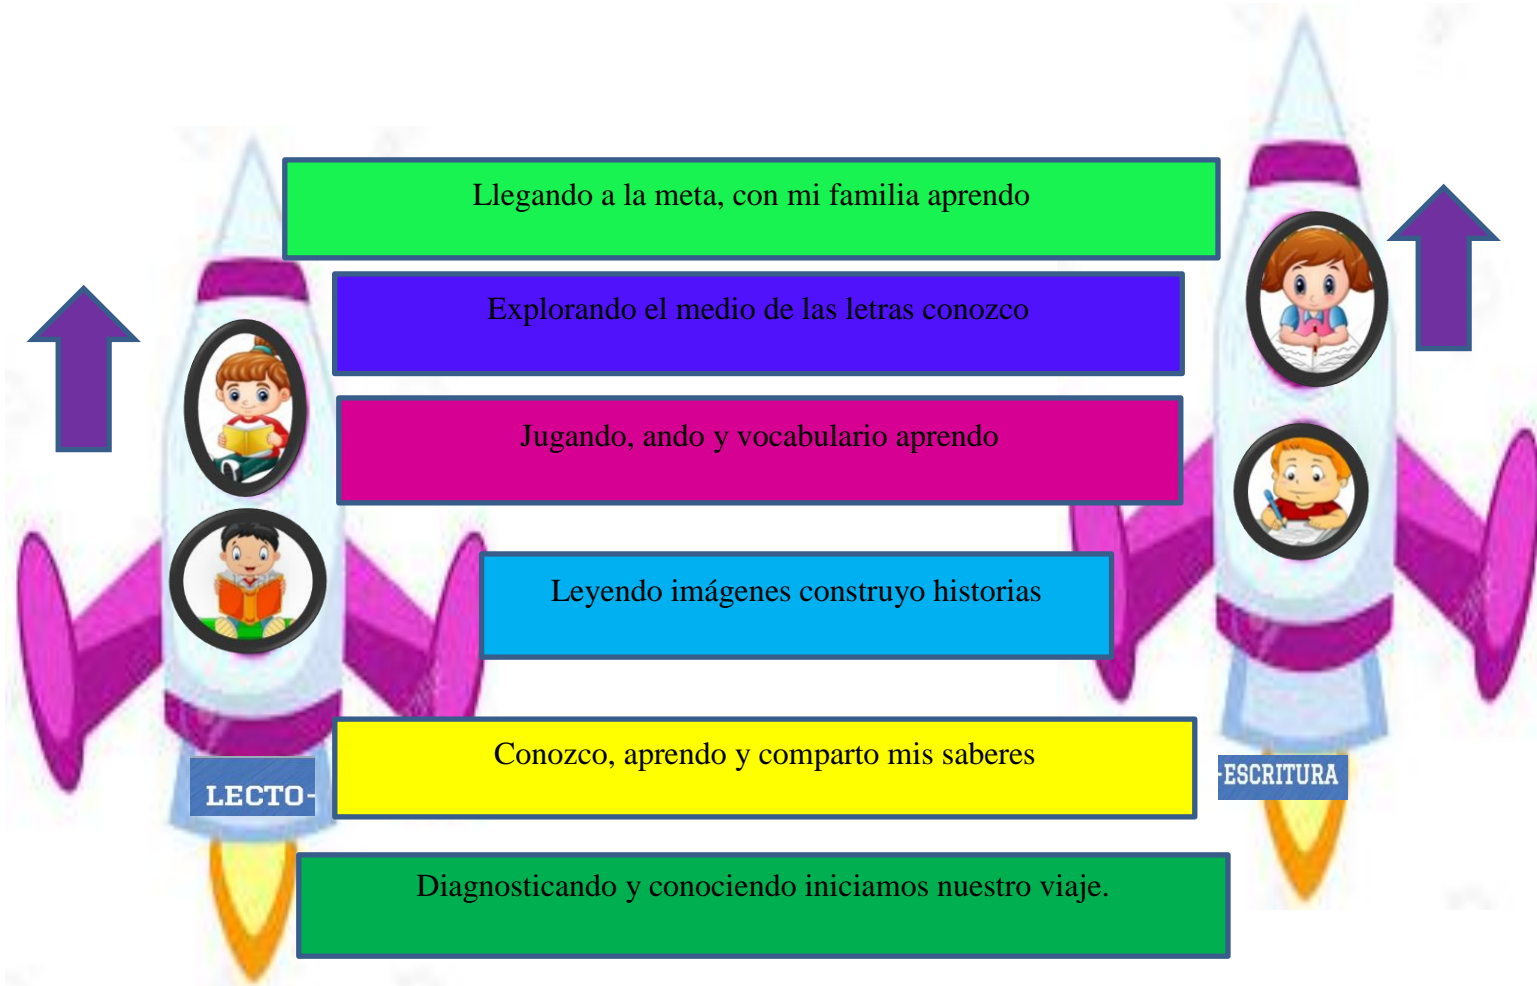 Llegando a la meta, con mi familia aprendo
Explorando el medio de las letras conozco
Jugando, ando y vocabulario aprendo
Leyendo imágenes construyo historias
Conozco, aprendo y comparto mis saberes
LECTO-
-ESCRITURA
Diagnosticando y conociendo iniciamos nuestro viaje.